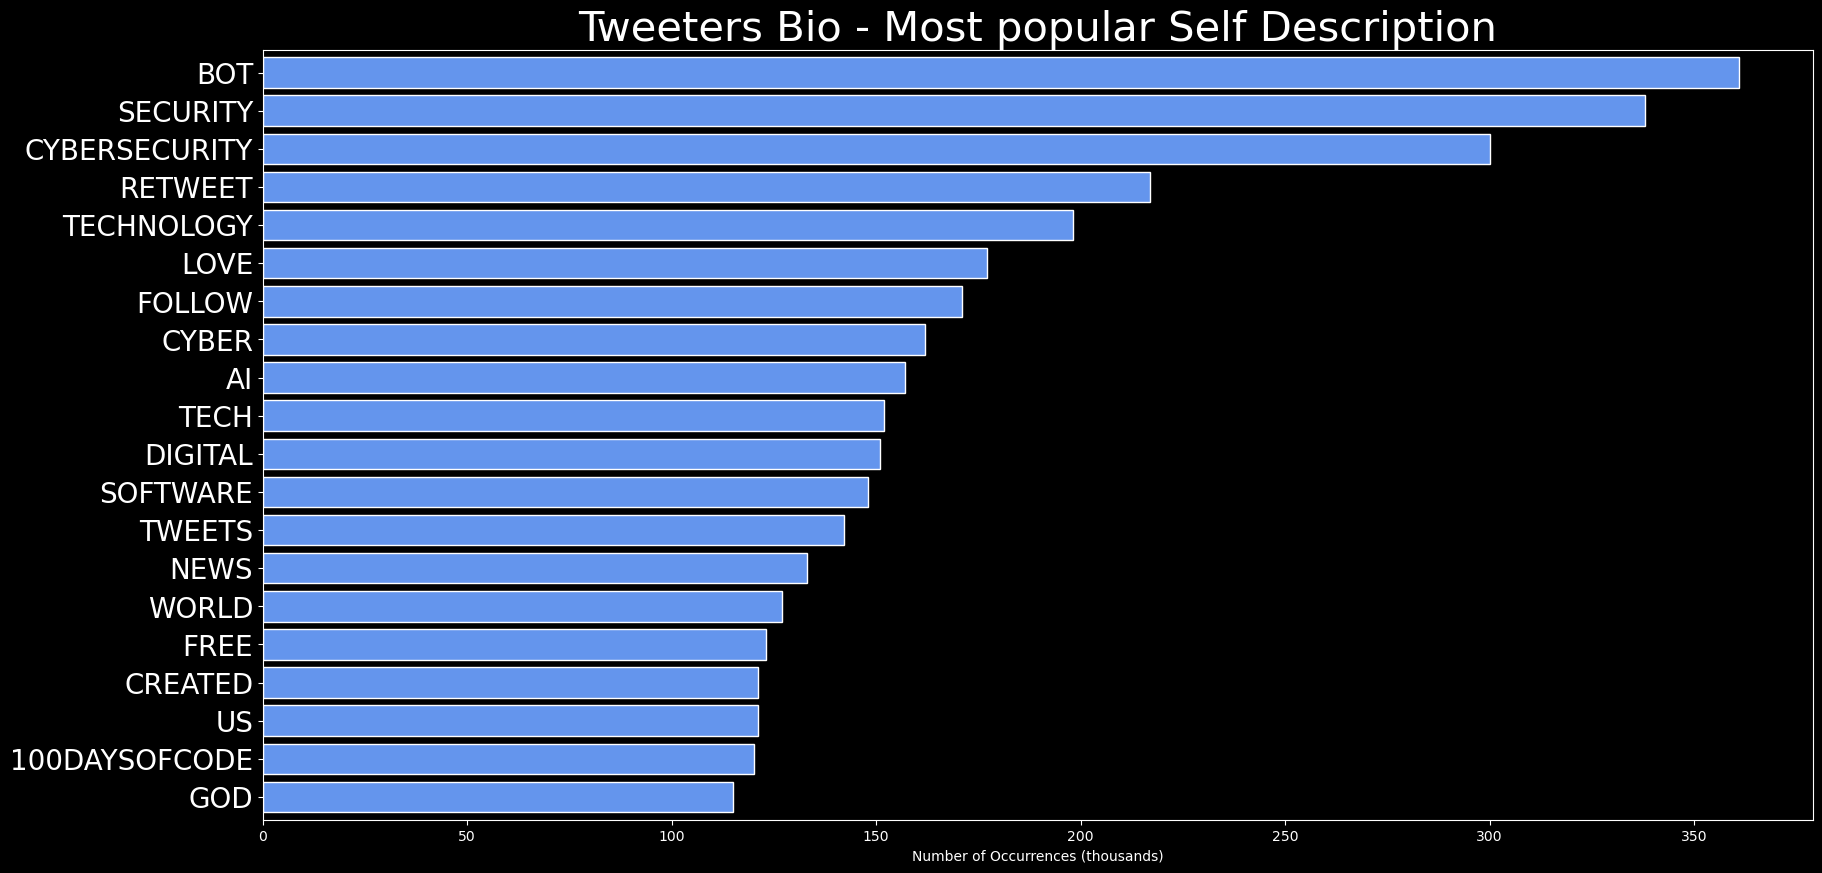 Tweeters Bio - Most popular Self Description
BOT
SECURITY
CYBERSECURITY
RETWEET
TECHNOLOGY
LOVE
FOLLOW
CYBER
AI
TECH
DIGITAL
SOFTWARE
TWEETS
NEWS
WORLD
FREE
CREATED
US
100DAYSOFCODE
GOD
0 50 100 150 200 250 300 350
Number of Occurrences (thousands)